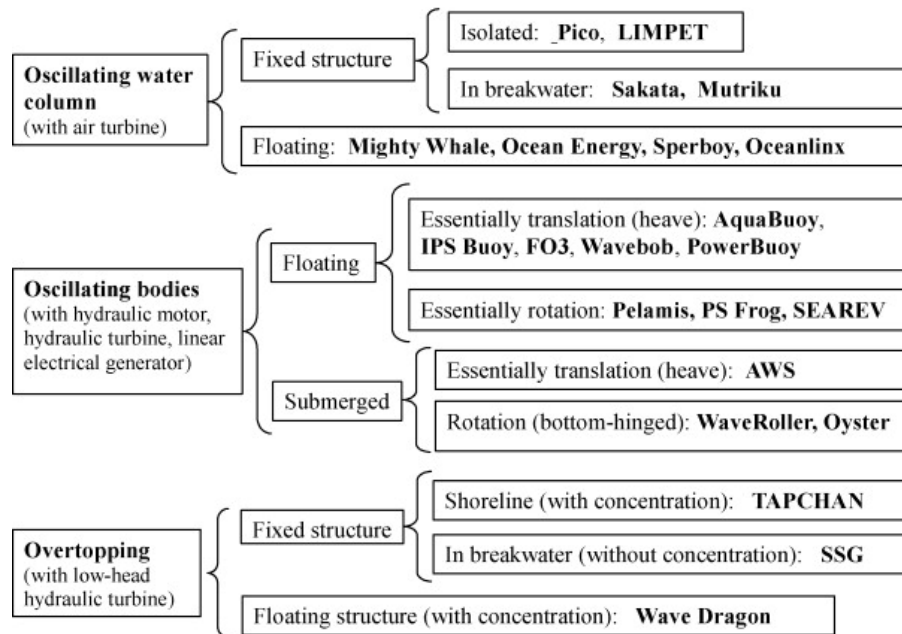 Oscillating water
column
(with air turbine)
Fixed structure
Isolated: _Pico, LIMPET
In breakwater: Sakata, Mutriku
Floating: Mighty Whale, Ocean Energy, Sperboy, Oceanlinx
Oscillating bodies
(with hydraulic motor,
hydraulic turbine, linear
electrical generator)
Floating
Essentially translation (heave): AquaBuoy,
IPS Buoy, FO3, Wavebob, PowerBuoy
Essentially rotation: Pelamis, PS Frog, SEAREV
Submerged
Essentially translation (heave): AWS
Rotation (bottom-hinged): WaveRoller, Oyster
Overtopping
(with low-head
hydraulic turbine)
Fixed structure
Shoreline (with concentration): TAPCHAN
In breakwater (without concentration): SSG
Floating structure (with concentration): Wave Dragon